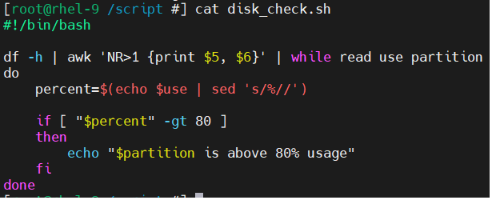 [root@rhel-9 /script #] cat disk_check.sh
#!/bin/bash
df -h | awk 'NR>1 {print $5, $6}' | while read use partition
do
    percent=$(echo $use | sed 's/%//')
    if [ "$percent" -gt 80 ]
    then
        echo "$partition is above 80% usage"
    fi
done